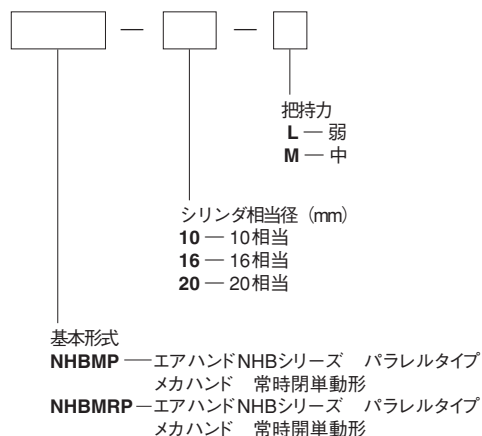 — —
把持力
L — 弱
M — 中
シリンダ相当径（mm）
10 — 10相当
16 — 16相当
20 — 20相当
基本形式
NHBMP — エアハンドNHBシリーズ　パラレルタイプ
メカハンド　常時閉単動形
NHBMRP — エアハンドNHBシリーズ　パラレルタイプ
メカハンド　常時開単動形